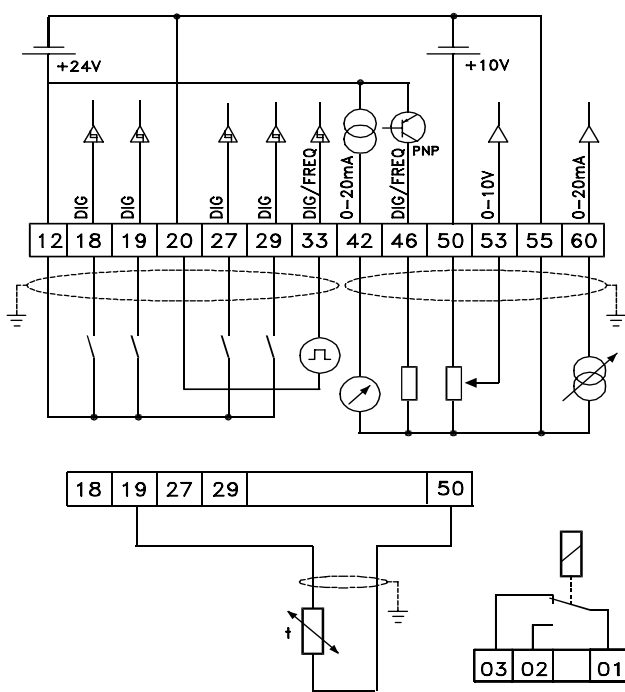 +24V
+10V
DIG
DIG
DIG
DIG
DIG/FREQ
0-20mA
DIG/FREQ
PNP
0-10V
0-20mA
12 18 19 20 27 29 33 42 46 50 53 55 60
18 19 27 29 50
t
03 02 01